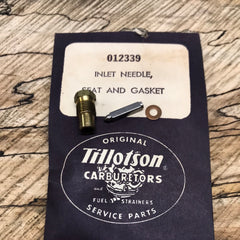 012339
INLET NEEDLE,
SEAT AND GASKET
ORIGINAL
Tillotson
CARBURETORS
FUEL STRAINERS
SERVICE PARTS